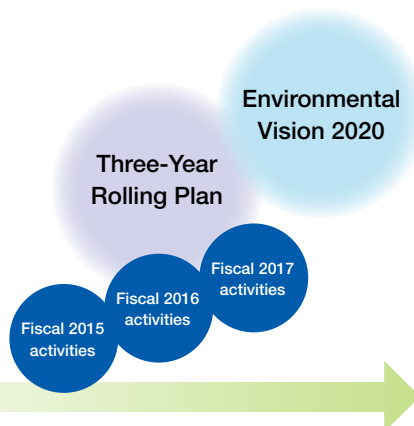 Environmental
Vision 2020
Three-Year
Rolling Plan
Fiscal 2015
activities
Fiscal 2016
activities
Fiscal 2017
activities